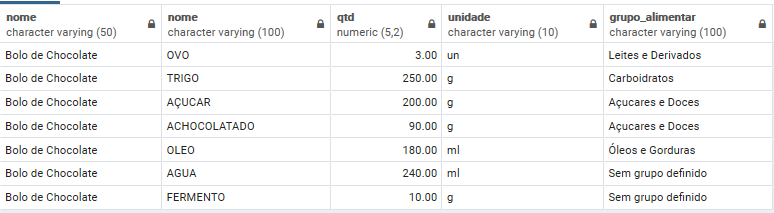 nome nome qtd unidade grupo_alimentar
character varying (50) character varying (100) numeric (5,2) character varying (10) character varying (100)
Bolo de Chocolate OVO 3.00 un Leites e Derivados
Bolo de Chocolate TRIGO 250.00 g Carboidratos
Bolo de Chocolate AÇUCAR 200.00 g Açucares e Doces
Bolo de Chocolate ACHOCOLATADO 90.00 g Açucares e Doces
Bolo de Chocolate OLEO 180.00 ml Óleos e Gorduras
Bolo de Chocolate AGUA 240.00 ml Sem grupo definido
Bolo de Chocolate FERMENTO 10.00 g Sem grupo definido